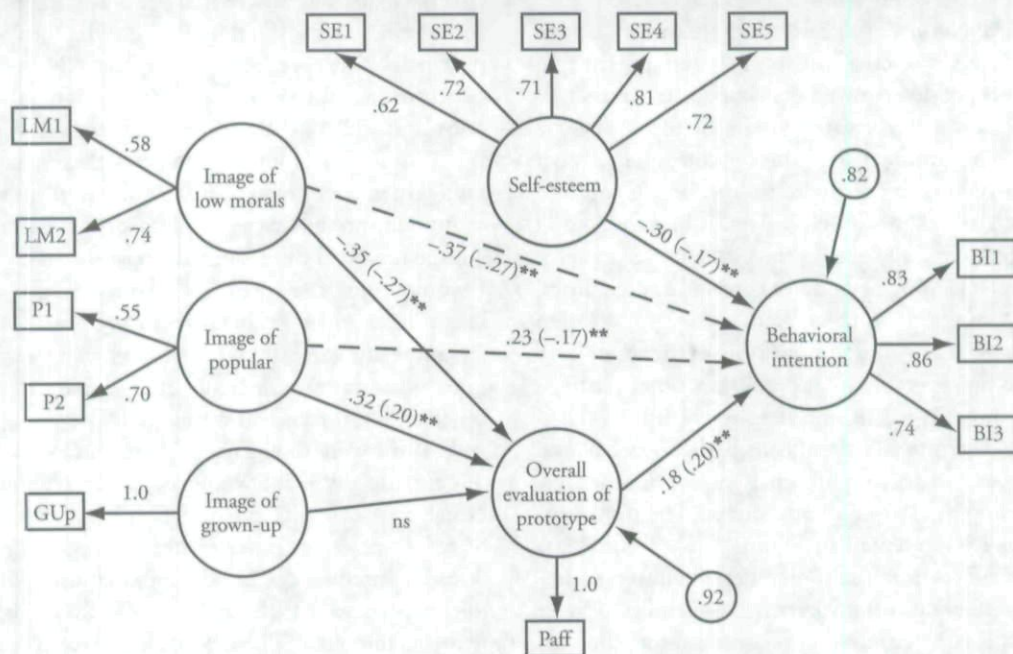 SE1 SE2 SE3 SE4 SE5
.62 .72 .71 .81 .72
LM1
.58
LM2
.74
Image of
low morals
Self-esteem
.82
-.35 (-.27)**
-.37 (-.27)**
-.30 (-.17)**
P1
.55
P2
.70
Image of
popular
.23 (-.17)**
.32 (.20)**
Behavioral
intention
.83
BI1
.86
BI2
.74
BI3
GUp
1.0
Image of
grown-up
ns
Overall
evaluation of
prototype
.18 (.20)**
.92
1.0
Paff